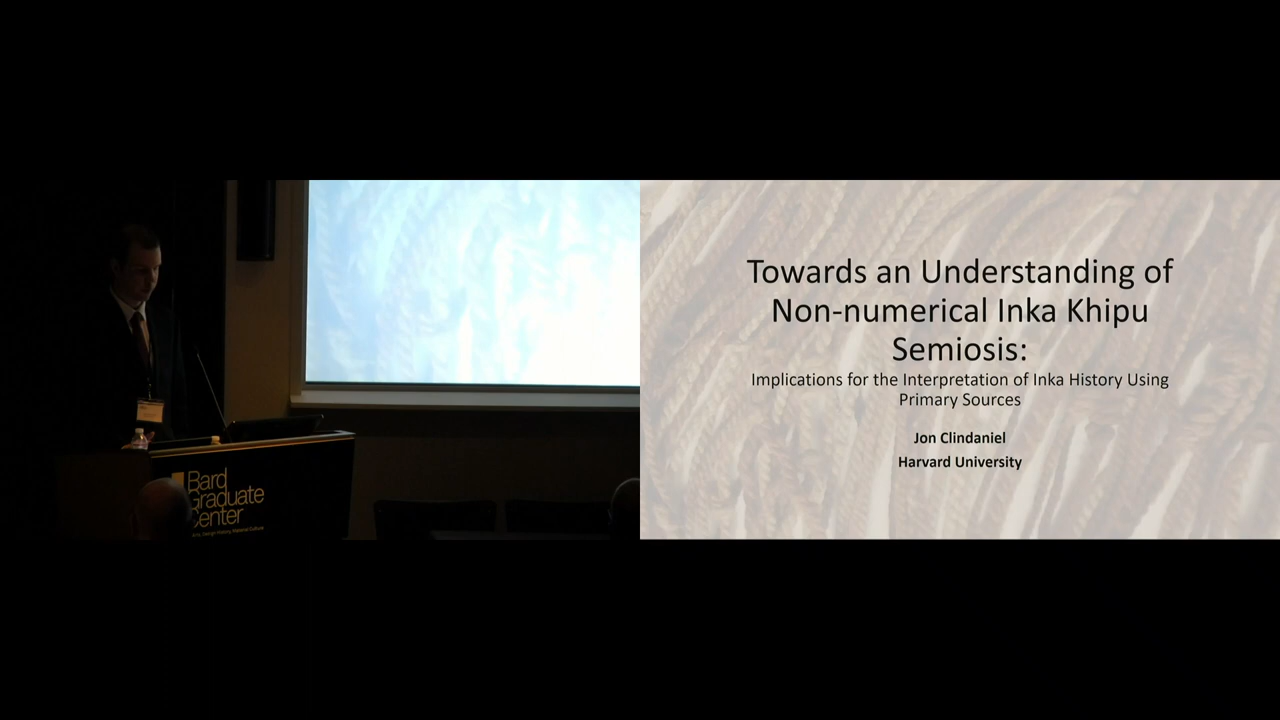 Bard
Graduate
Center
Towards an Understanding of
Non-numerical Inka Khipu
Semiosis:
Implications for the Interpretation of Inka History Using
Primary Sources
Jon Clindaniel
Harvard University